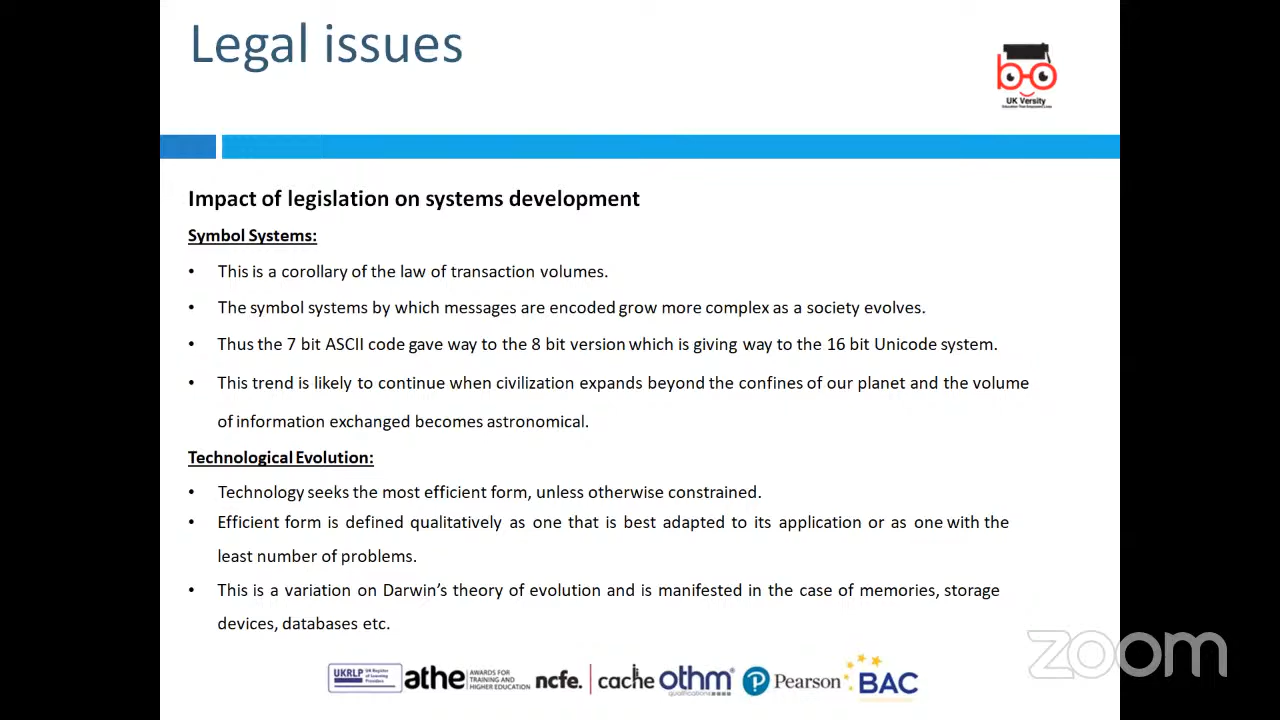 Legal issues
UK Versity
Impact of legislation on systems development
Symbol Systems:
• This is a corollary of the law of transaction volumes.
• The symbol systems by which messages are encoded grow more complex as a society evolves.
• Thus the 7 bit ASCII code gave way to the 8 bit version which is giving way to the 16 bit Unicode system.
• This trend is likely to continue when civilization expands beyond the confines of our planet and the volume
of information exchanged becomes astronomical.
Technological Evolution:
• Technology seeks the most efficient form, unless otherwise constrained.
• Efficient form is defined qualitatively as one that is best adapted to its application or as one with the
least number of problems.
• This is a variation on Darwin’s theory of evolution and is manifested in the case of memories, storage
devices, databases etc.
zoom
UKRLP UK Register of Learning Providers
athe AWARDS FOR TRAINING AND HIGHER EDUCATION
ncfe. cache
othm qualifications
Pearson
BAC